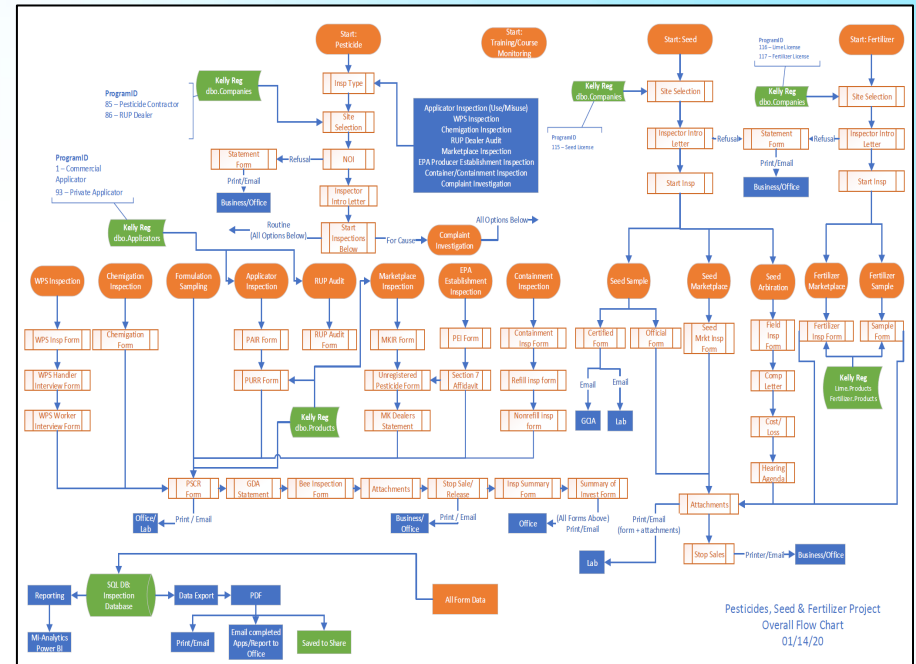 Start:
Pesticide
Start:
Training/Course
Monitoring
Start: Seed
Start: Fertilizer
ProgramID
116 – Lime License
117 – Fertilizer License
Kelly Reg
dbo.Companies
ProgramID
85 – Pesticide Contractor
86 – RUP Dealer
Insp Type
Kelly Reg
dbo.Companies
Site Selection
Kelly Reg
dbo.Companies
Site Selection
Site
Selection
Applicator Inspection (Use/Misuse)
WPS Inspection
Chemigation Inspection
RUP Dealer Audit
Marketplace Inspection
EPA Producer Establishment Inspection
Container/Containment Inspection
Complaint Investigation
ProgramID
115 – Seed License
Inspector Intro
Letter
Refusal
Statement
Form
Refusal
Inspector Intro
Letter
Print/Email
Business/Office
Start Insp
Start Insp
ProgramID
1 – Commercial
Applicator
93 – Private Applicator
Statement
Form
Refusal
NOI
Print/Email
Business/Office
Inspector
Intro Letter
Kelly Reg
dbo.Applicators
Routine
(All Options Below)
Start
Inspections
Below
For Cause
Complaint
Investigation
All Options Below
WPS Inspection
Chemigation
Inspection
Formulation
Sampling
Applicator
Inspection
RUP Audit
Marketplace
Inspection
EPA
Establishment
Inspection
Containment
Inspection
Seed Sample
Seed
Marketplace
Seed
Arbiration
Fertilizer
Marketplace
Fertilizer
Sample
WPS Insp Form
Chemigation
Form
PAIR Form
RUP Audit
Form
MKIR Form
PEI Form
Containment
Insp Form
Certified
Form
Official
Form
Seed
Mrkt Insp
Form
Field
Insp
Form
Fertilizer
Insp Form
Sample
Form
WPS Handler
Interview Form
PURR Form
Unregistered
Pesticide Form
Section 7
Affidavit
Refill insp form
Email
Email
GCIA
Lab
Comp
Letter
Kelly Reg
Lime.Products
Fertilizer.Products
WPS Worker
Interview Form
Kelly Reg
dbo.Products
MK Dealers
Statement
Nonrefill insp
form
Cost/
Loss
Hearing
Agenda
PSCR
Form
GDA
Statement
Bee Inspection
Form
Attachments
Stop Sale/
Release
Insp Summary
Form
Summary of
Invest Form
Attachments
Office/
Lab
Print / Email
Business/
Office
Print / Email
Office
(All Forms Above)
Print/Email
Print/Email
(form + attachments)
Lab
Stop Sales
Printer/Email
Business/Office
Reporting
SQL DB:
Inspection
Database
Data Export
PDF
All Form Data
Mi-Analytics
Power BI
Print/Email
Email completed
Apps/Report to
Office
Saved to Share
Pesticides, Seed & Fertilizer Project
Overall Flow Chart
01/14/20